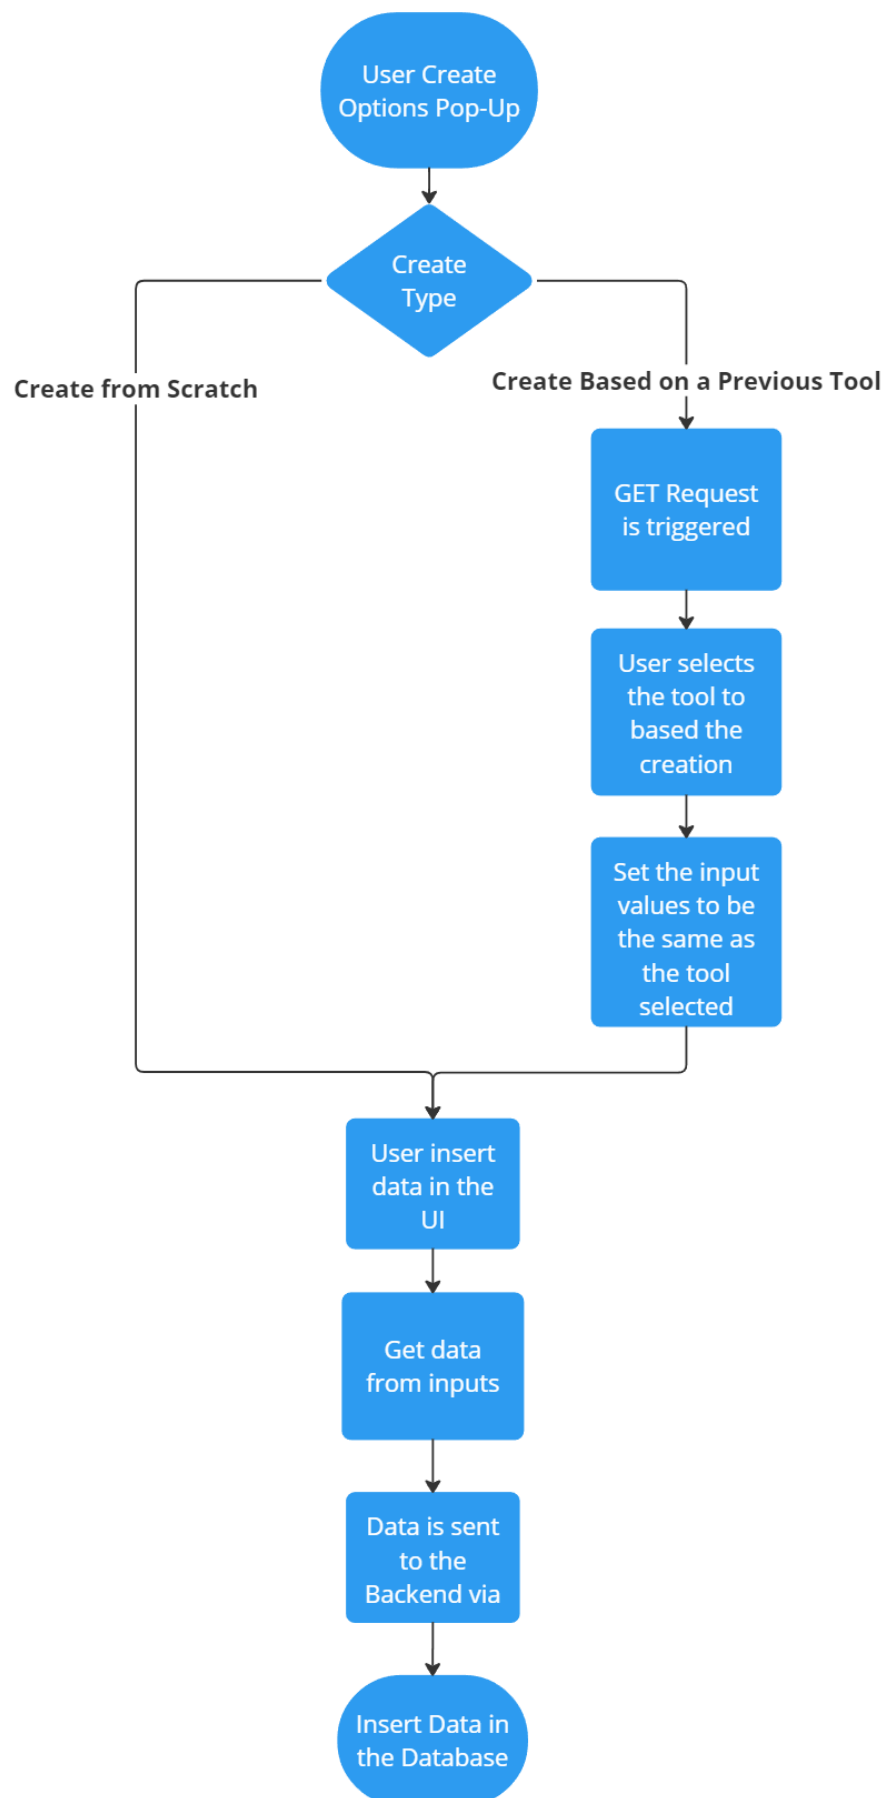 User Create
Options Pop-Up
Create
Type
Create from Scratch
Create Based on a Previous Tool
GET Request
is triggered
User selects
the tool to
based the
creation
Set the input
values to be
the same as
the tool
selected
User insert
data in the
UI
Get data
from inputs
Data is sent
to the
Backend via
Insert Data in
the Database